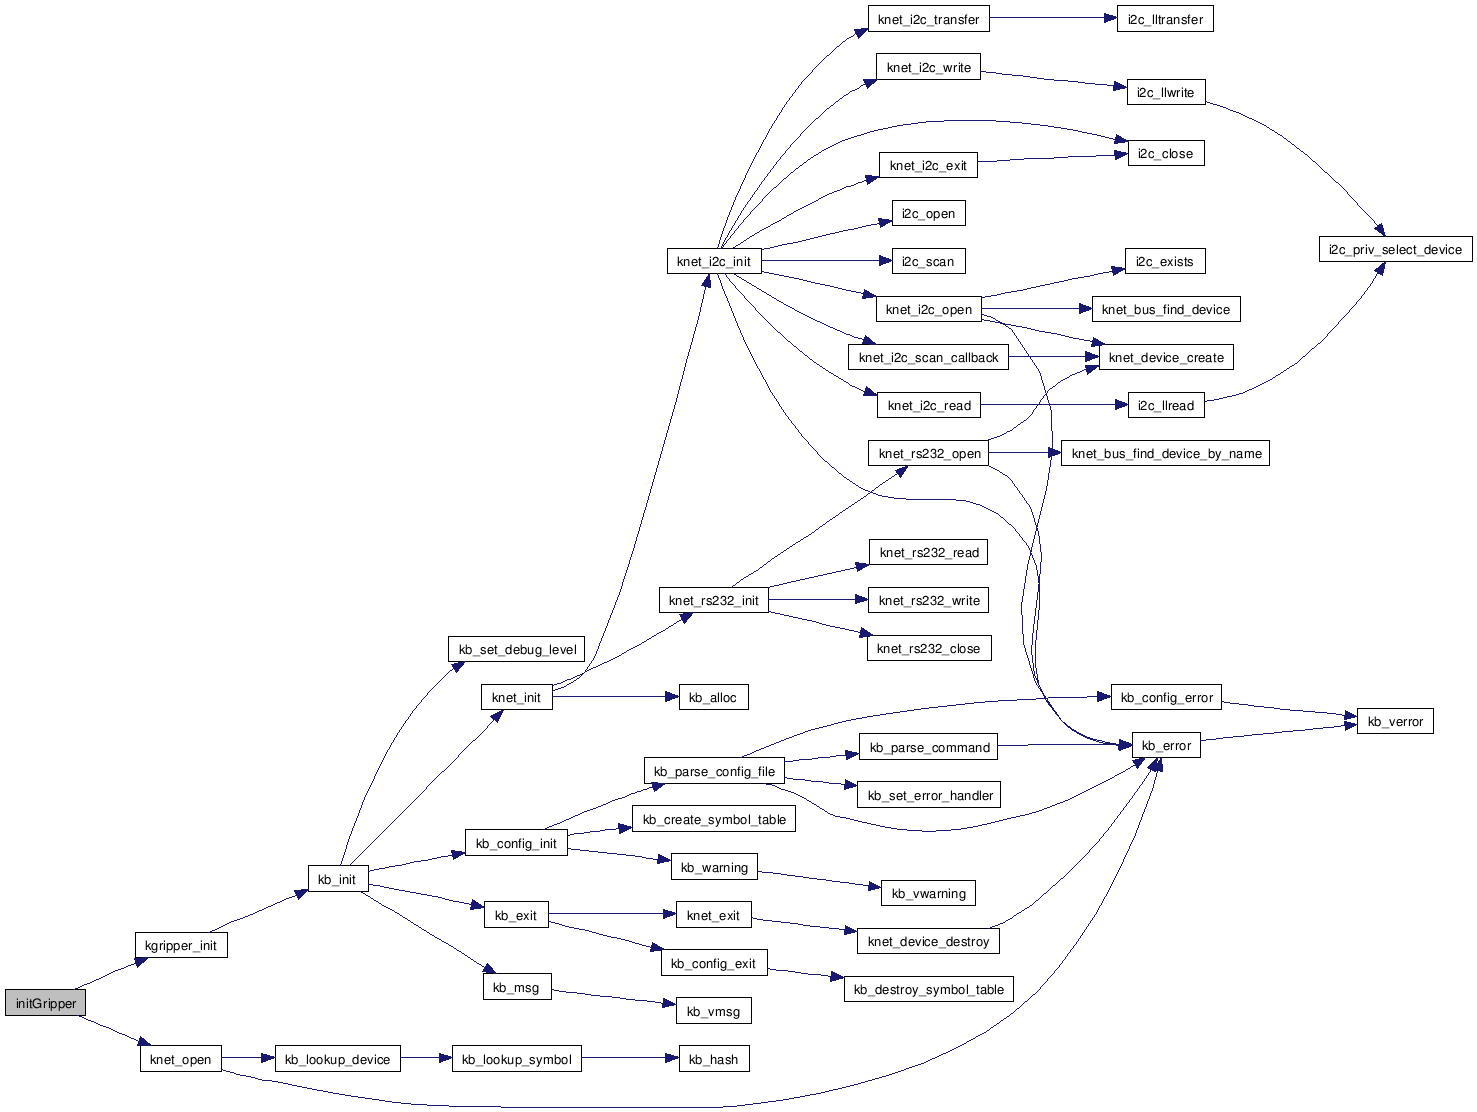 knet_i2c_transfer
i2c_lltransfer
knet_i2c_write
i2c_llwrite
i2c_close
knet_i2c_exit
i2c_open
i2c_priv_select_device
knet_i2c_init
i2c_scan
i2c_exists
knet_i2c_open
knet_bus_find_device
knet_i2c_scan_callback
knet_device_create
knet_i2c_read
i2c_llread
knet_rs232_open
knet_bus_find_device_by_name
knet_rs232_read
knet_rs232_init
knet_rs232_write
kb_set_debug_level
knet_rs232_close
knet_init
kb_alloc
kb_config_error
kb_verror
kb_parse_command
kb_error
kb_parse_config_file
kb_set_error_handler
kb_create_symbol_table
kb_config_init
kb_warning
kb_init
kb_vwarning
kb_exit
knet_exit
kgripper_init
knet_device_destroy
kb_config_exit
kb_msg
kb_destroy_symbol_table
initGripper
kb_vmsg
knet_open
kb_lookup_device
kb_lookup_symbol
kb_hash